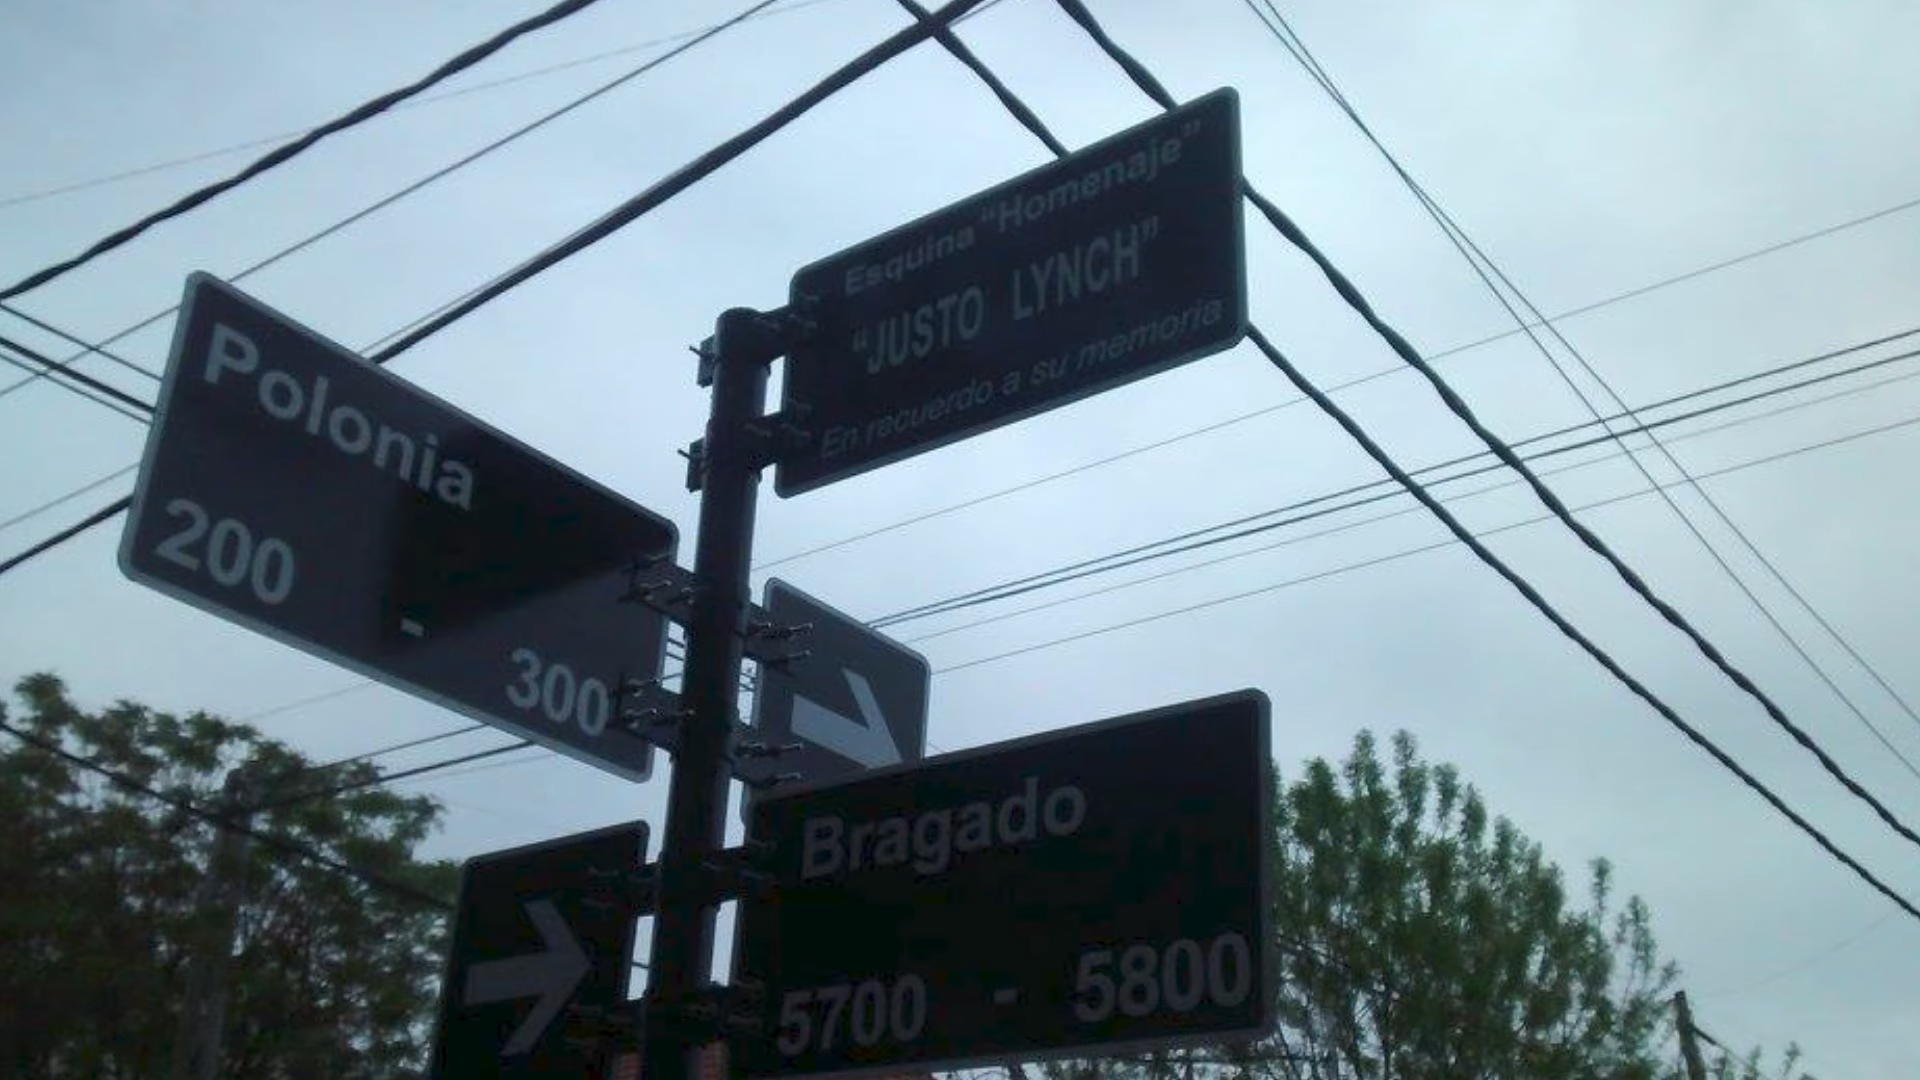 Esquina “Homenaje”
“JUSTO LYNCH”
En recuerdo a su memoria
Polonia
200 - 300
Bragado
5700 - 5800